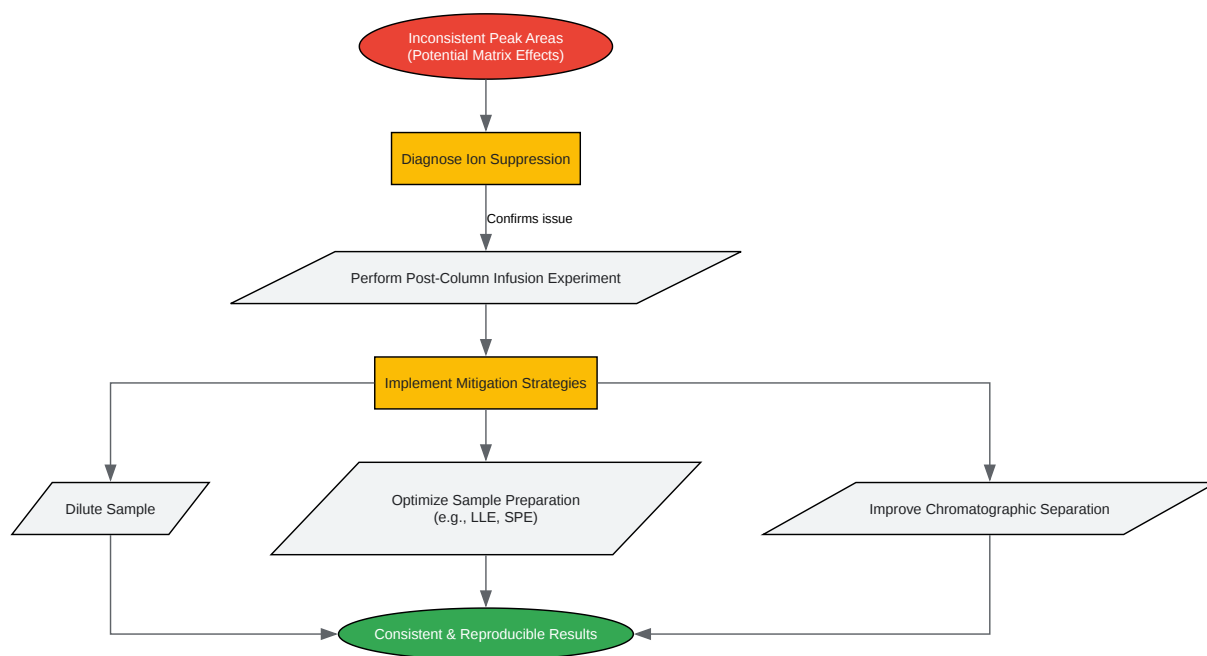 Inconsistent Peak Areas
(Potential Matrix Effects)
Diagnose Ion Suppression
Confirms issue
Perform Post-Column Infusion Experiment
Implement Mitigation Strategies
Dilute Sample
Optimize Sample Preparation
(e.g., LLE, SPE)
Improve Chromatographic Separation
Consistent & Reproducible Results